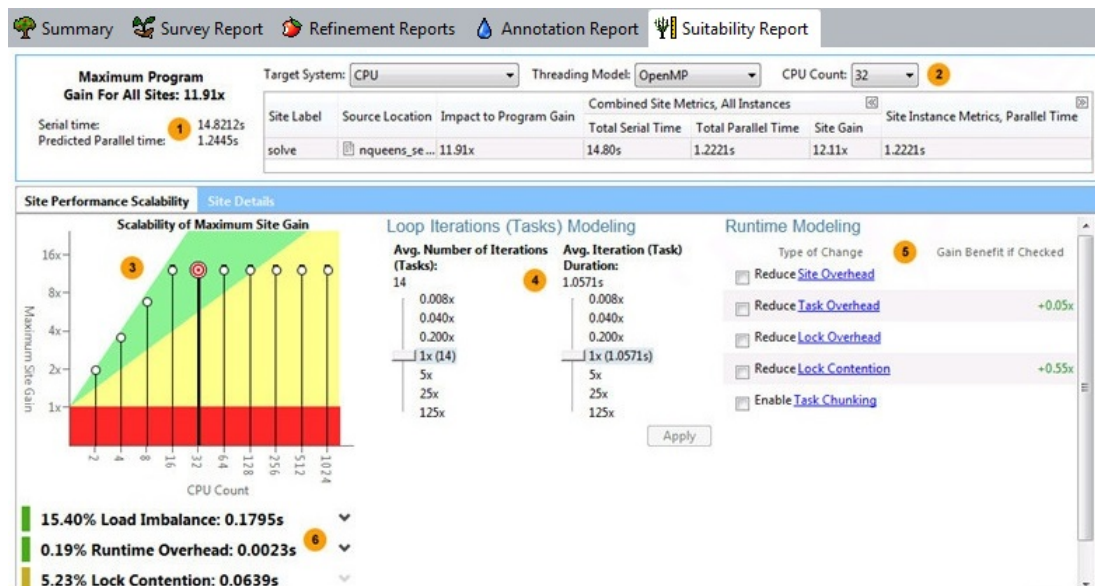 Summary Survey Report Refinement Reports Annotation Report Suitability Report
Maximum Program
Gain For All Sites: 11.91x
Serial time: 14.8212s
Predicted Parallel time: 1.2445s
1
Target System: CPU Threading Model: OpenMP CPU Count: 32 2
Site Label Source Location Impact to Program Gain Combined Site Metrics, All Instances Site Instance Metrics, Parallel Time
Total Serial Time Total Parallel Time Site Gain
solve nqueens_se... 11.91x 14.80s 1.2221s 12.11x 1.2221s
Site Performance Scalability Site Details
Scalability of Maximum Site Gain
3
Maximum Site Gain
16x
8x
4x
2x
1x
2 4 8 16 32 64 128 256 512 1024
CPU Count
Loop Iterations (Tasks) Modeling
Avg. Number of Iterations
(Tasks):
14
0.008x
0.040x
0.200x
1x (14)
5x
25x
125x
4
Avg. Iteration (Task)
Duration:
1.0571s
0.008x
0.040x
0.200x
1x (1.0571s)
5x
25x
125x
Apply
Runtime Modeling
Type of Change 5 Gain Benefit if Checked
Reduce Site Overhead
Reduce Task Overhead +0.05x
Reduce Lock Overhead
Reduce Lock Contention +0.55x
Enable Task Chunking
15.40% Load Imbalance: 0.1795s
0.19% Runtime Overhead: 0.0023s 6
5.23% Lock Contention: 0.0639s